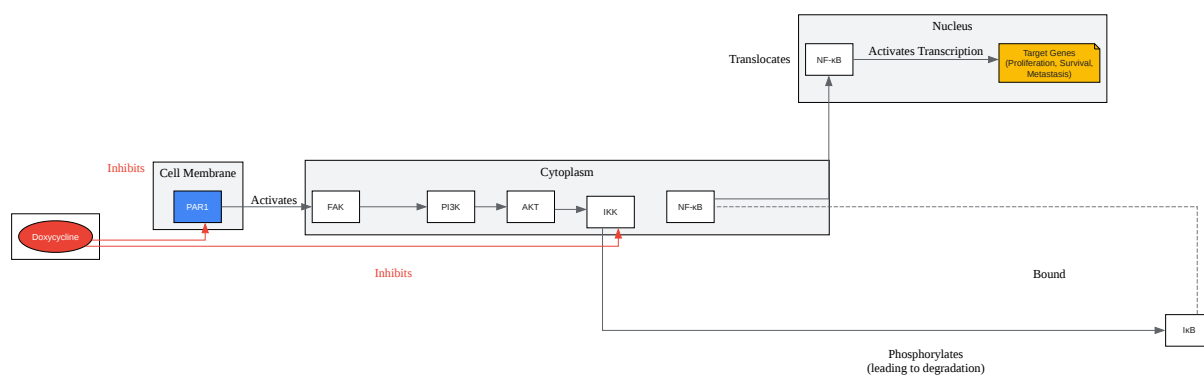 Nucleus
Translocates
NF-κB
Activates Transcription
Target Genes
(Proliferation, Survival,
Metastasis)
Inhibits
Cell Membrane
PAR1
Activates
Cytoplasm
FAK
PI3K
AKT
IKK
NF-κB
Doxycycline
Inhibits
Bound
IκB
Phosphorylates
(leading to degradation)